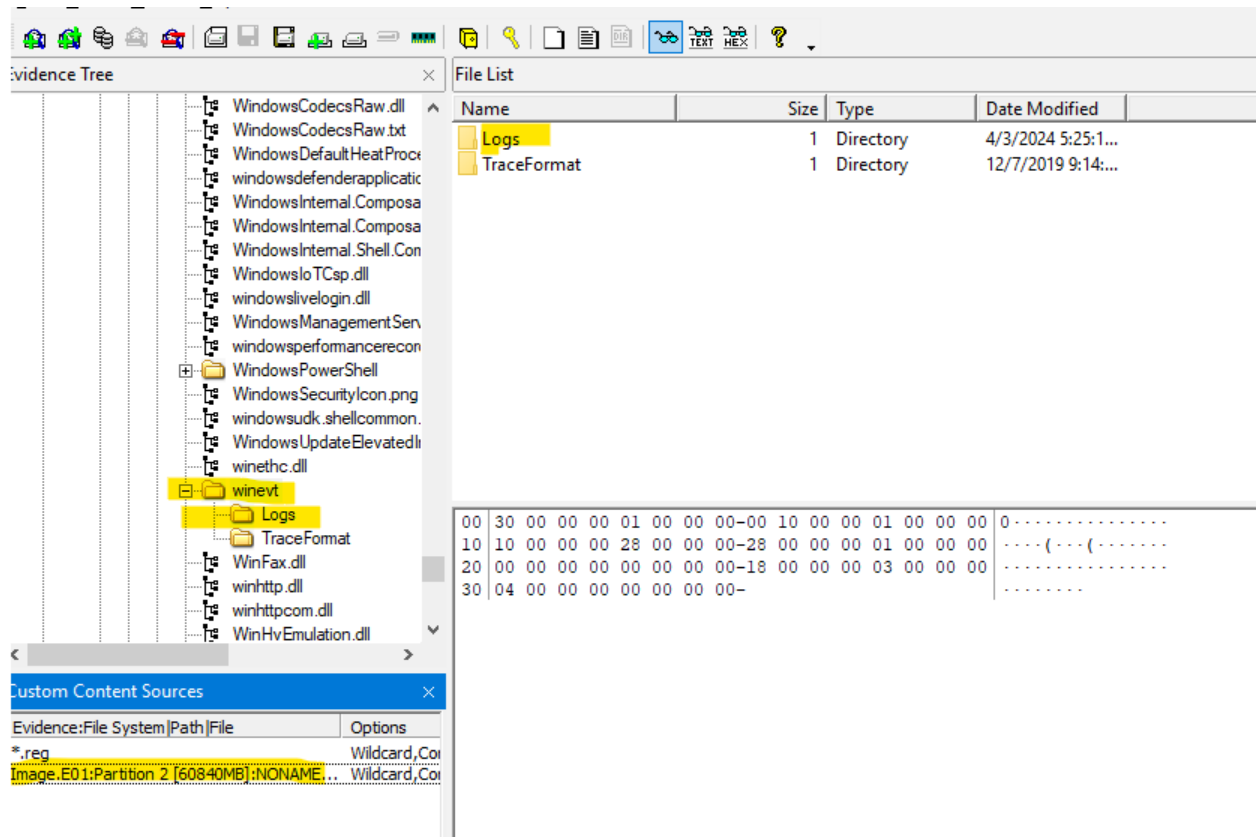 TEXT HEX
Evidence Tree
WindowsCodecsRaw.dll
WindowsCodecsRaw.txt
WindowsDefaultHeatProce
windowsdefenderapplicatic
WindowsInternal.Composa
WindowsInternal.Composa
WindowsInternal.Shell.Com
WindowsIoTCsp.dll
windowslivelogin.dll
WindowsManagementServ
windowsperformancerecor
WindowsPowerShell
WindowsSecurityIcon.png
windowsudk.shellcommon.
WindowsUpdateElevatedIr
winethc.dll
winevt
Logs
TraceFormat
WinFax.dll
winhttp.dll
winhttpcom.dll
WinHvEmulation.dll
File List
Name Size Type Date Modified
Logs 1 Directory 4/3/2024 5:25:1...
TraceFormat 1 Directory 12/7/2019 9:14:...
00 30 00 00 00 01 00 00 00-00 10 00 00 01 00 00 00 0···············
10 10 00 00 00 28 00 00 00-28 00 00 00 01 00 00 00 ····(···(·······
20 00 00 00 00 00 00 00 00-18 00 00 00 03 00 00 00 ················
30 04 00 00 00 00 00 00 00- ········
Custom Content Sources
Evidence:File System|Path|File Options
*.reg Wildcard,Cor
Image.E01:Partition 2 [60840MB]:NONAME... Wildcard,Cor